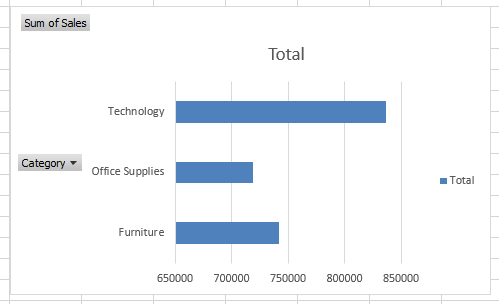 Sum of Sales
Total
Technology
Category
Office Supplies
Total
Furniture
650000 700000 750000 800000 850000